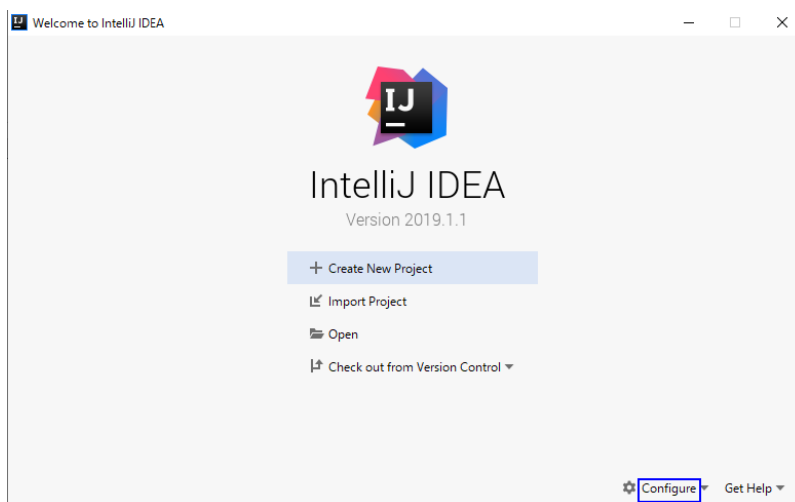 Welcome to IntelliJ IDEA
IJ
IJ
IntelliJ IDEA
Version 2019.1.1
Create New Project
Import Project
Open
Check out from Version Control
Configure
Get Help